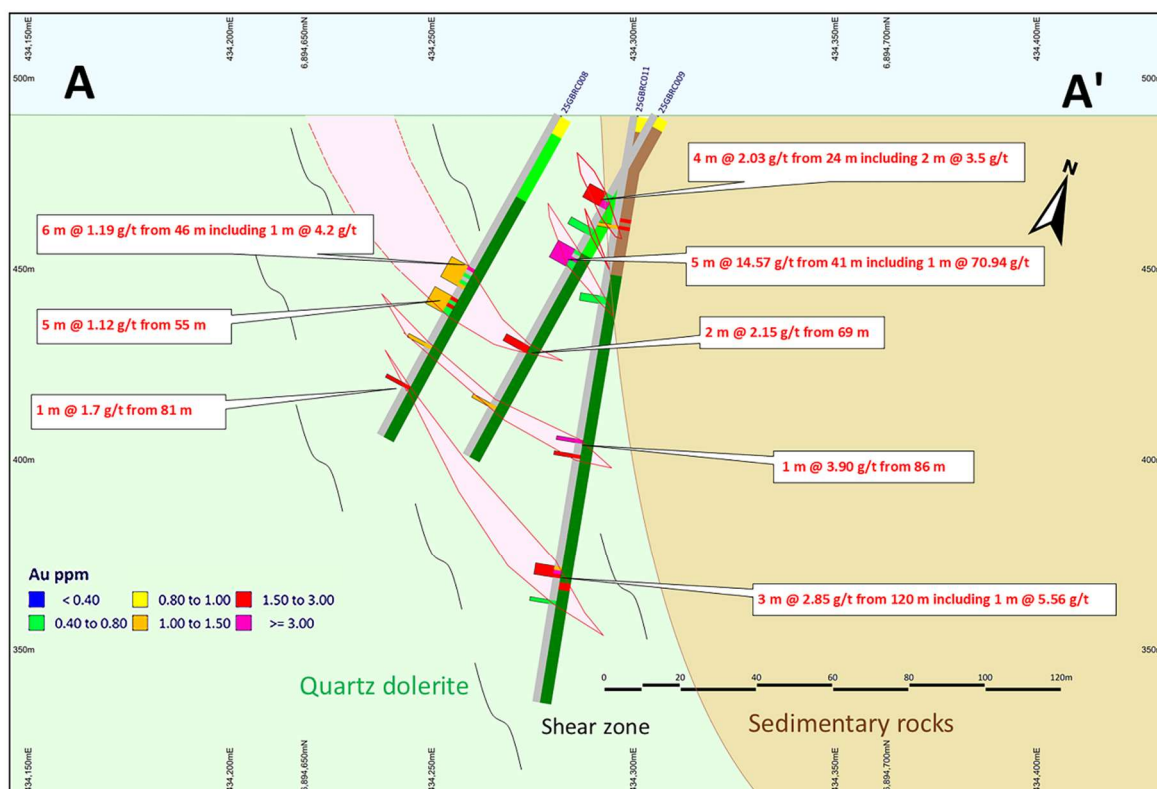 434,150mE
434,200mE
6,894,650mN
434,250mE
434,300mE
434,350mE
6,894,700mN
434,400mE
500m
500m
A
A'
25GBRC008
25GBRC011
25GBRC009
4 m @ 2.03 g/t from 24 m including 2 m @ 3.5 g/t
N
6 m @ 1.19 g/t from 46 m including 1 m @ 4.2 g/t
450m
450m
5 m @ 14.57 g/t from 41 m including 1 m @ 70.94 g/t
5 m @ 1.12 g/t from 55 m
2 m @ 2.15 g/t from 69 m
1 m @ 1.7 g/t from 81 m
400m
400m
1 m @ 3.90 g/t from 86 m
Au ppm
< 0.40
0.80 to 1.00
1.50 to 3.00
0.40 to 0.80
1.00 to 1.50
>= 3.00
3 m @ 2.85 g/t from 120 m including 1 m @ 5.56 g/t
350m
350m
0 20 40 60 80 100 120m
Quartz dolerite
Shear zone
Sedimentary rocks
434,150mE
434,200mE
6,894,650mN
434,250mE
434,300mE
434,350mE
6,894,700mN
434,400mE